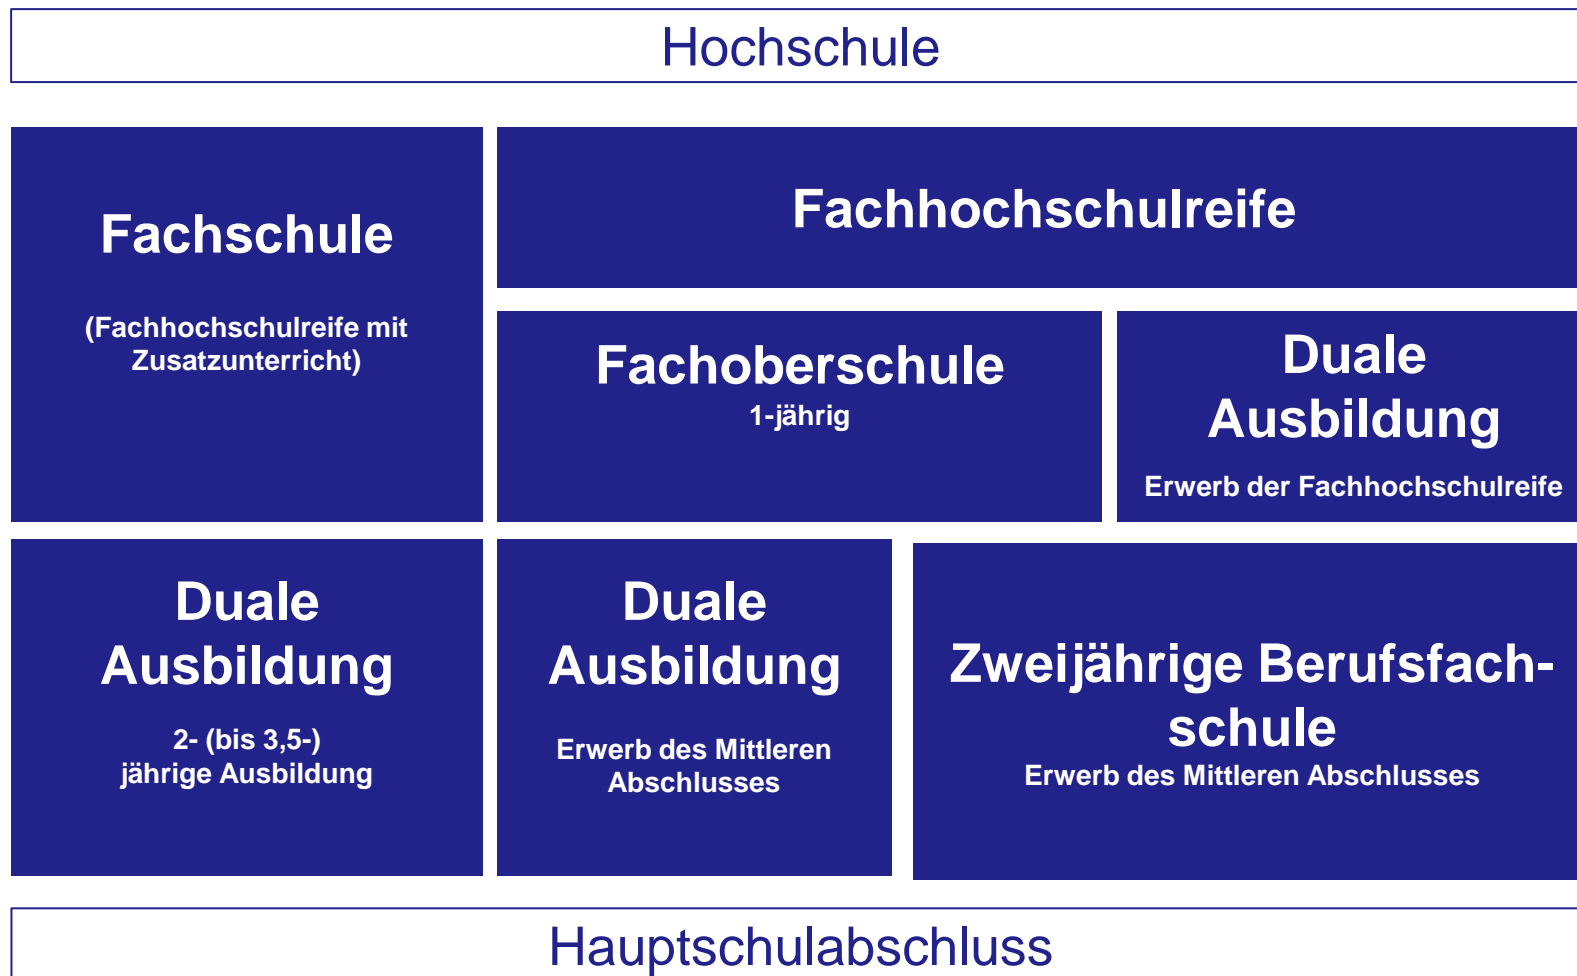 Hochschule
Fachschule
(Fachhochschulreife mit
Zusatzunterricht)
Fachhochschulreife
Fachoberschule
1-jährig
Duale
Ausbildung
Erwerb der Fachhochschulreife
Duale
Ausbildung
2- (bis 3,5-)
jährige Ausbildung
Duale
Ausbildung
Erwerb des Mittleren
Abschlusses
Zweijährige Berufsfach-
schule
Erwerb des Mittleren Abschlusses
Hauptschulabschluss